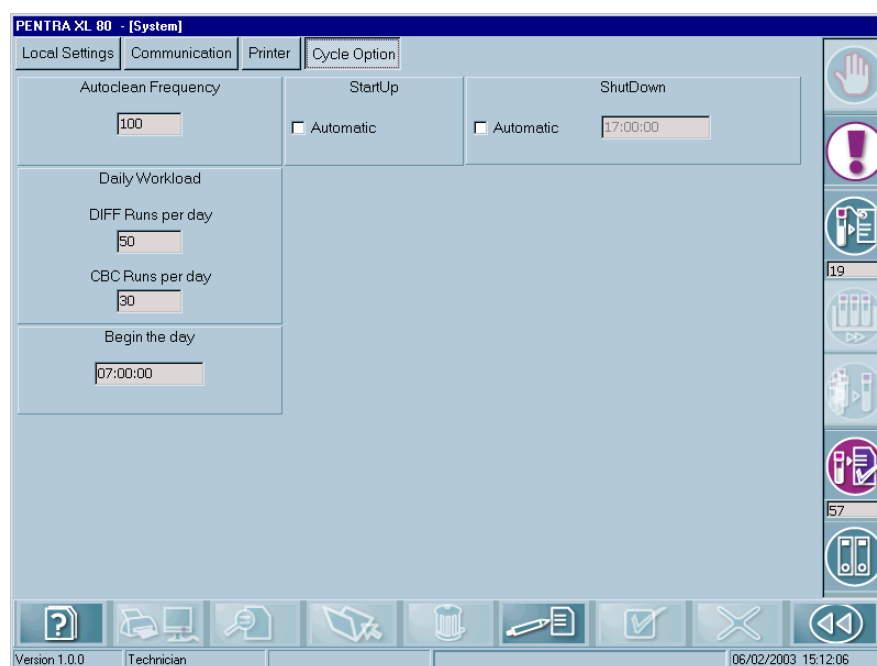 PENTRA XL 80 - [System]
Local Settings Communication Printer Cycle Option
Autoclean Frequency
100
StartUp
Automatic
ShutDown
Automatic 17:00:00
Daily Workload
DIFF Runs per day
50
CBC Runs per day
30
Begin the day
07:00:00
19
57
Version 1.0.0 Technician 06/02/2003 15:12:06